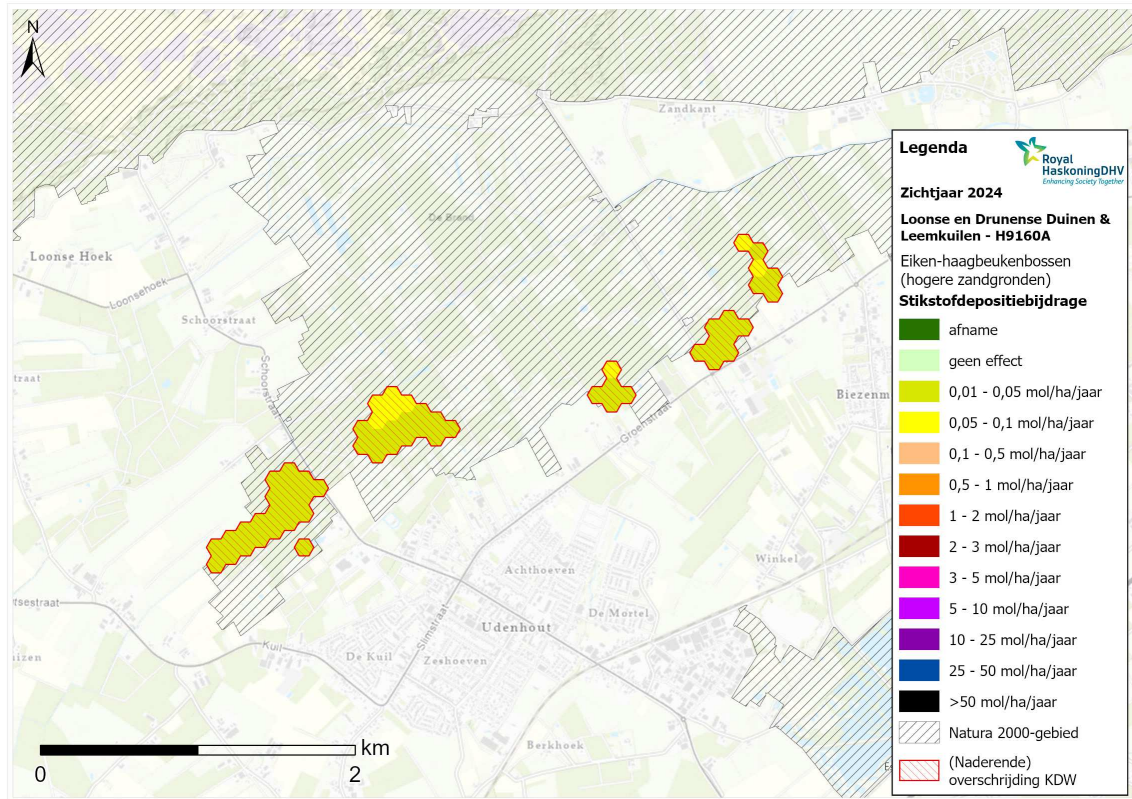 N
Zandkant
De Brand
Loonse Hoek
Loonsehoek
Schoorstraat
Schoorstraat
traat
Groenstraat
Biezenm
Winkel
Achthoeven
De Mortel
Udenhout
Slimstraat
rsestraat
Kuil
De Kuil
Zeshoeven
uizen
Berkhoek
km
0
2
Legenda
Royal
HaskoningDHV
Enhancing Society Together
Zichtjaar 2024
Loonse en Drunense Duinen &
Leemkuilen - H9160A
Eiken-haagbeukenbossen
(hogere zandgronden)
Stikstofdepositiebijdrage
afname
geen effect
0,01 - 0,05 mol/ha/jaar
0,05 - 0,1 mol/ha/jaar
0,1 - 0,5 mol/ha/jaar
0,5 - 1 mol/ha/jaar
1 - 2 mol/ha/jaar
2 - 3 mol/ha/jaar
3 - 5 mol/ha/jaar
5 - 10 mol/ha/jaar
10 - 25 mol/ha/jaar
25 - 50 mol/ha/jaar
>50 mol/ha/jaar
Natura 2000-gebied
(Naderende)
overschrijding KDW